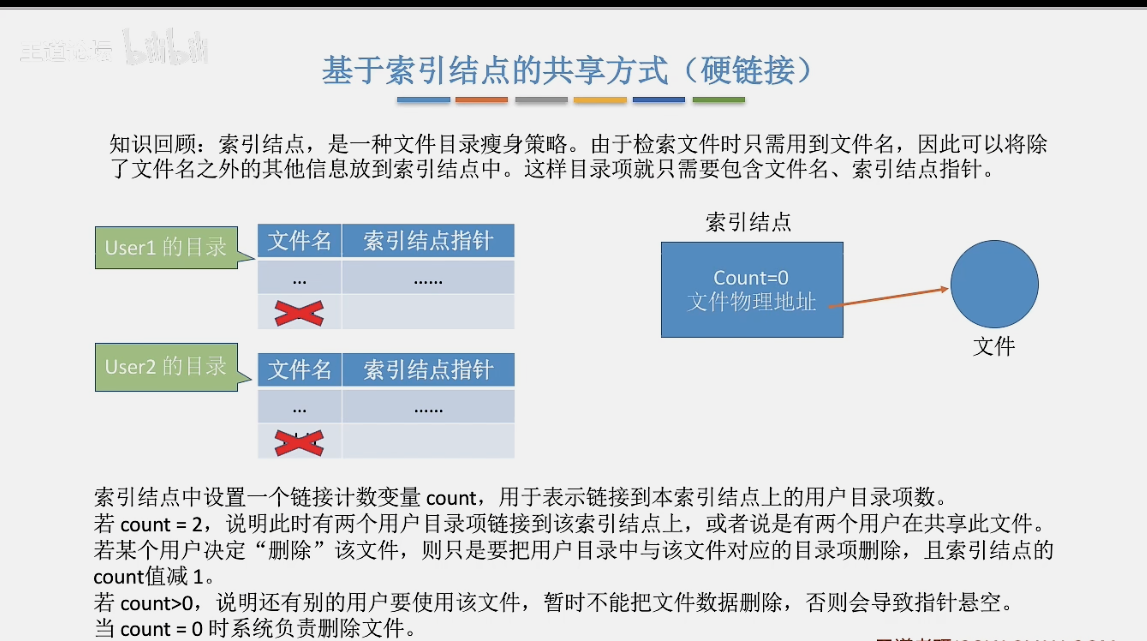 王道论坛 bilibili
基于索引结点的共享方式（硬链接）
知识回顾：索引结点，是一种文件目录瘦身策略。由于检索文件时只需用到文件名，因此可以将除
了文件名之外的其他信息放到索引结点中。这样目录项就只需要包含文件名、索引结点指针。
User1 的目录
文件名 索引结点指针
... ......
索引结点
Count=0
文件物理地址
文件
User2 的目录
文件名 索引结点指针
... ......
索引结点中设置一个链接计数变量 count，用于表示链接到本索引结点上的用户目录项数。
若 count = 2，说明此时有两个用户目录项链接到该索引结点上，或者说是有两个用户在共享此文件。
若某个用户决定“删除”该文件，则只是要把用户目录中与该文件对应的目录项删除，且索引结点的
count值减 1。
若 count>0，说明还有别的用户要使用该文件，暂时不能把文件数据删除，否则会导致指针悬空。
当 count = 0 时系统负责删除文件。